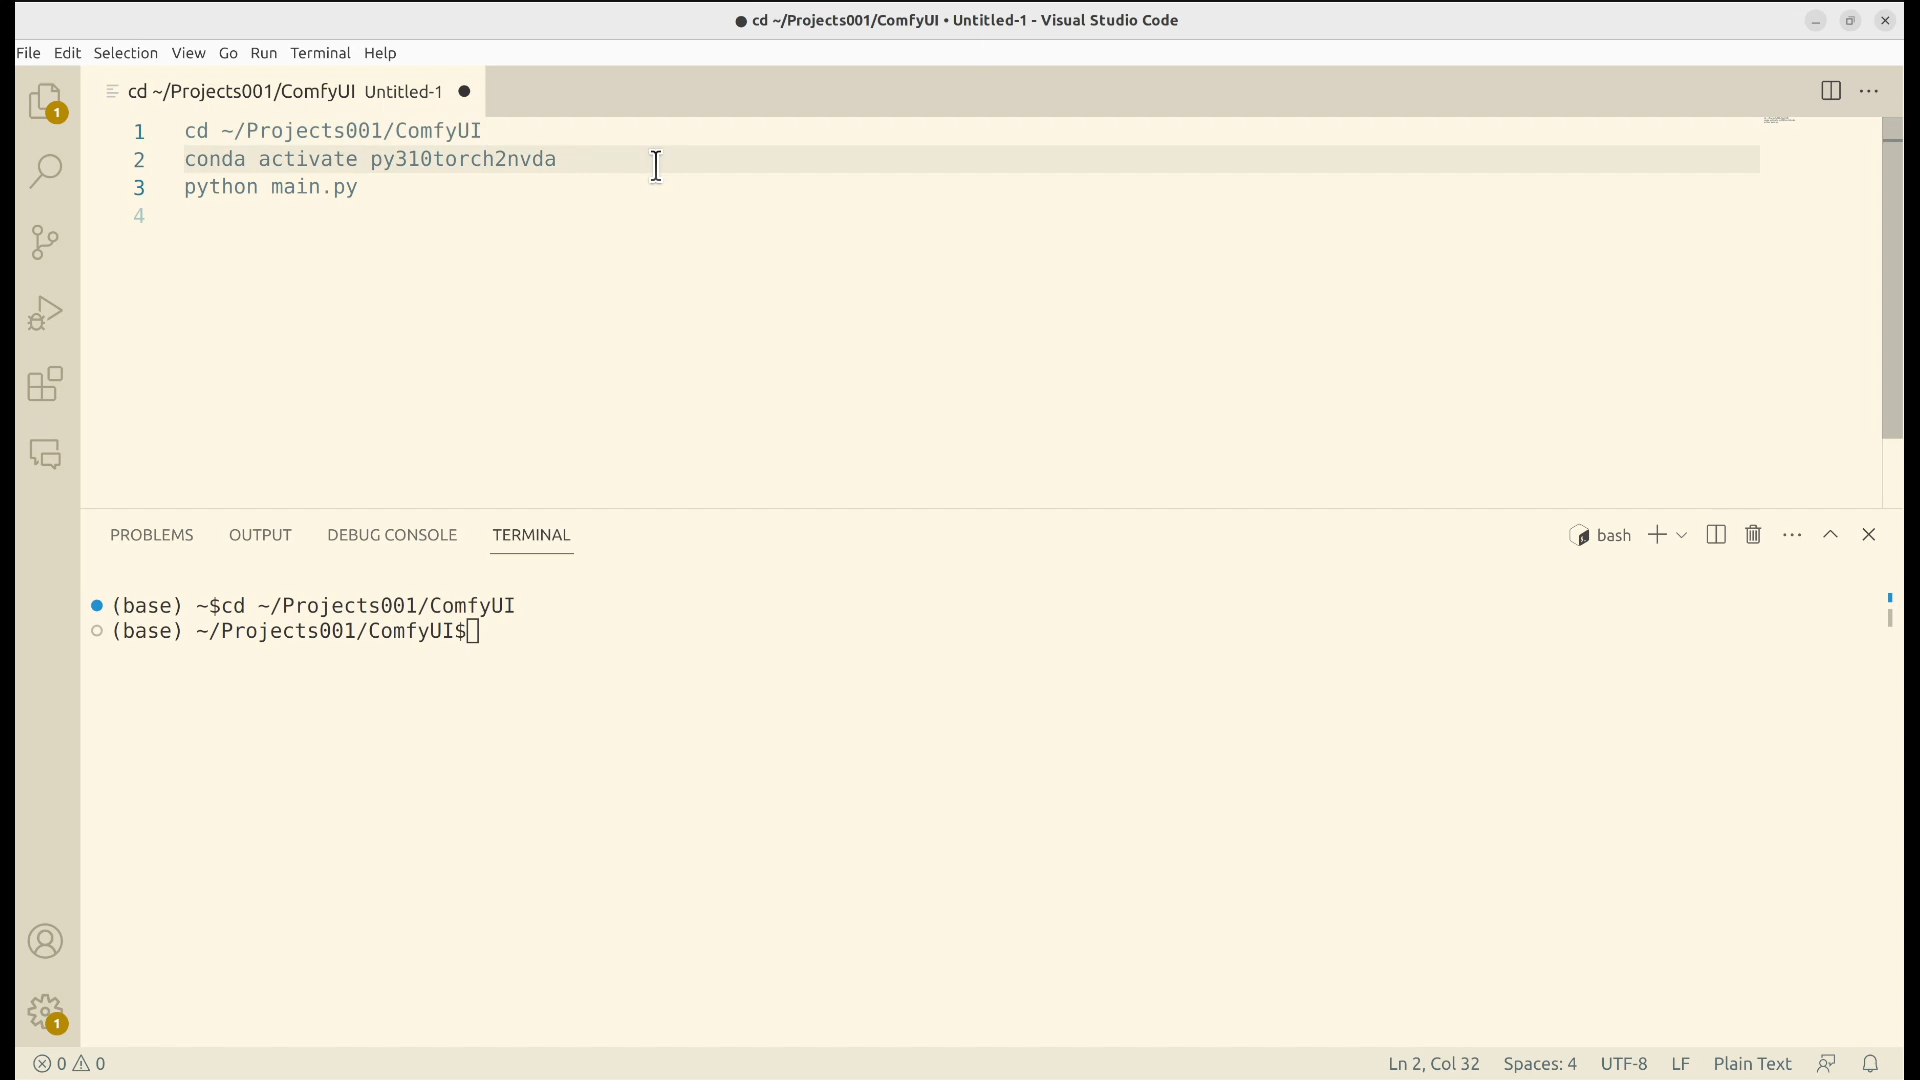 ● cd ~/Projects001/ComfyUI • Untitled-1 - Visual Studio Code
File Edit Selection View Go Run Terminal Help
cd ~/Projects001/ComfyUI Untitled-1 ●
1 cd ~/Projects001/ComfyUI
2 conda activate py310torch2nvda
3 python main.py
4
1
PROBLEMS OUTPUT DEBUG CONSOLE TERMINAL bash
(base) ~$cd ~/Projects001/ComfyUI
(base) ~/Projects001/ComfyUI$
1
0 0 Ln 2, Col 32 Spaces: 4 UTF-8 LF Plain Text